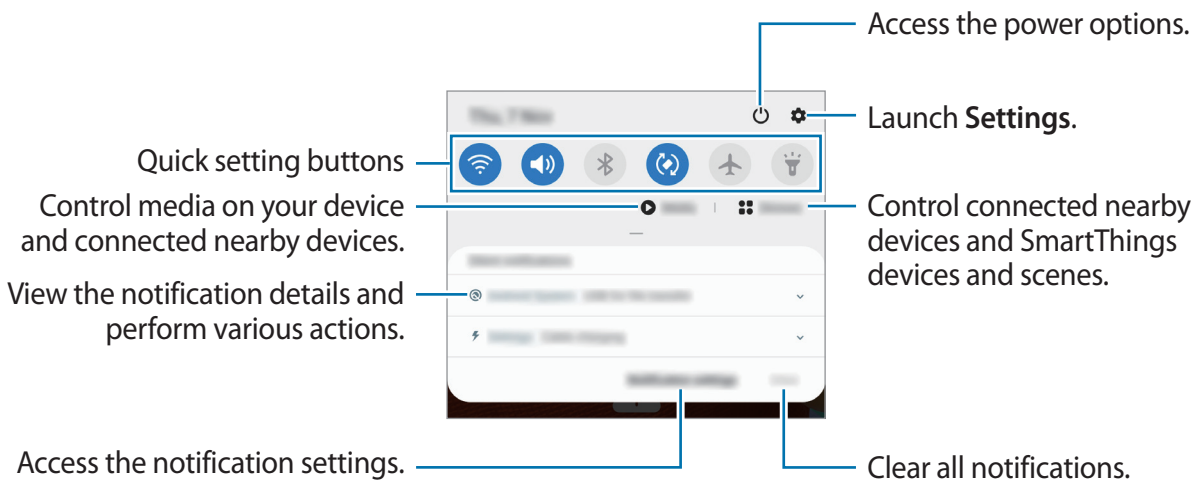 Access the power options.
Launch Settings.
Quick setting buttons
Control media on your device
and connected nearby devices.
Control connected nearby
devices and SmartThings
devices and scenes.
View the notification details and
perform various actions.
Access the notification settings.
Clear all notifications.